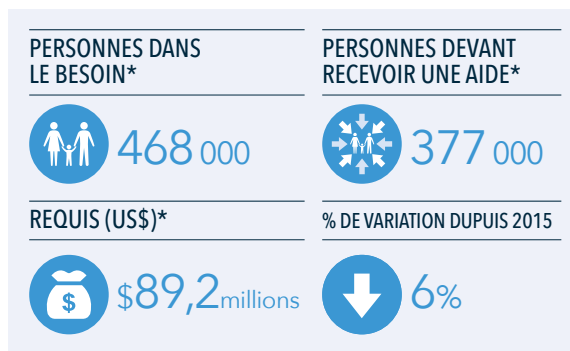 PERSONNES DANS
LE BESOIN*
468 000
PERSONNES DEVANT
RECEVOIR UNE AIDE*
377 000
REQUIS (US$)*
$
$89,2millions
% DE VARIATION DUPUIS 2015
6%